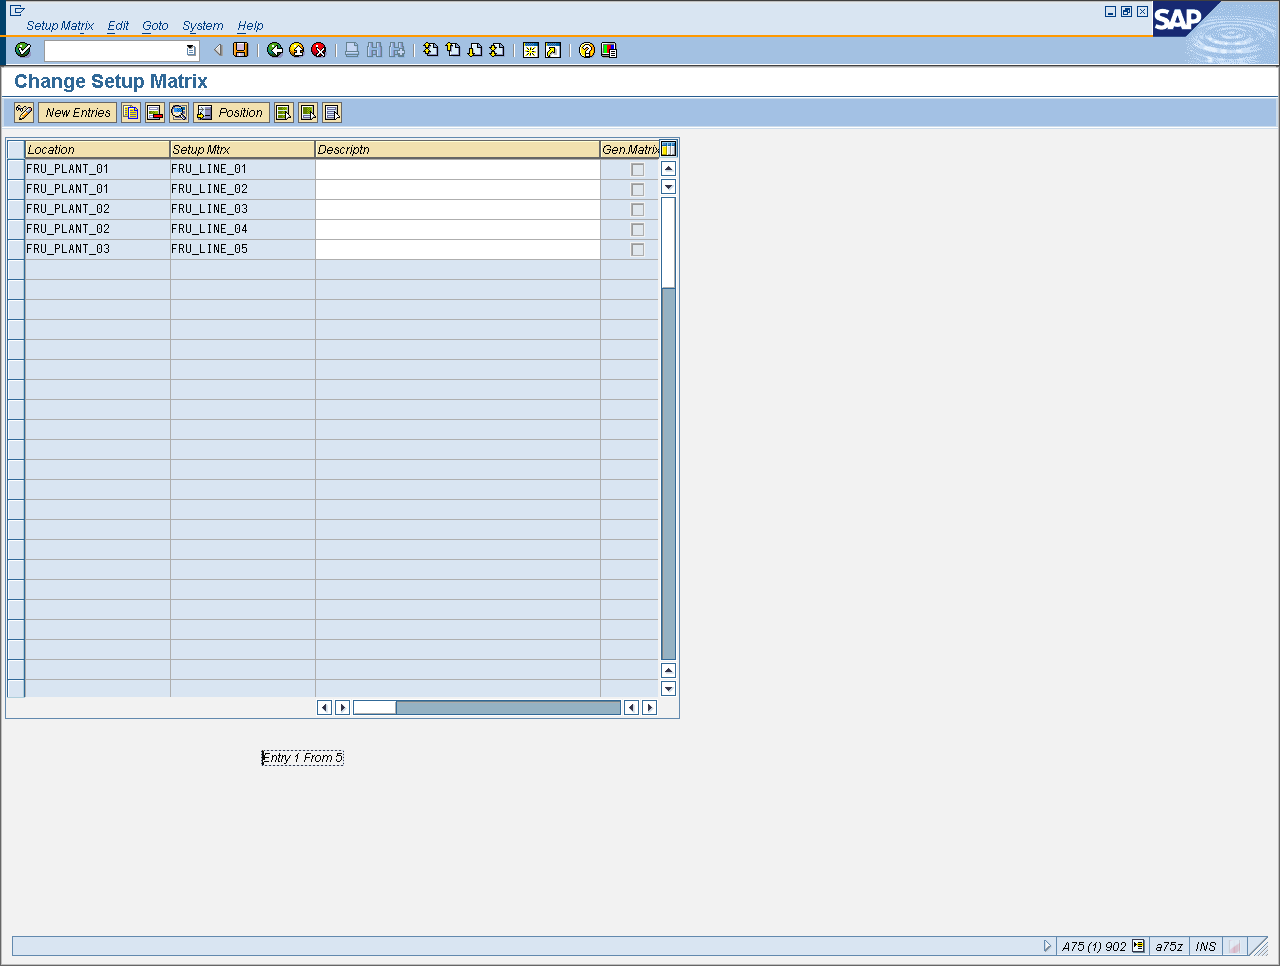 Setup Matrix Edit Goto System Help
SAP
Change Setup Matrix
New Entries Position
Location Setup Mtrx Descriptn Gen.Matrix
FRU_PLANT_01 FRU_LINE_01
FRU_PLANT_01 FRU_LINE_02
FRU_PLANT_02 FRU_LINE_03
FRU_PLANT_02 FRU_LINE_04
FRU_PLANT_03 FRU_LINE_05
Entry 1 From 5
A75 (1) 902 a75z INS